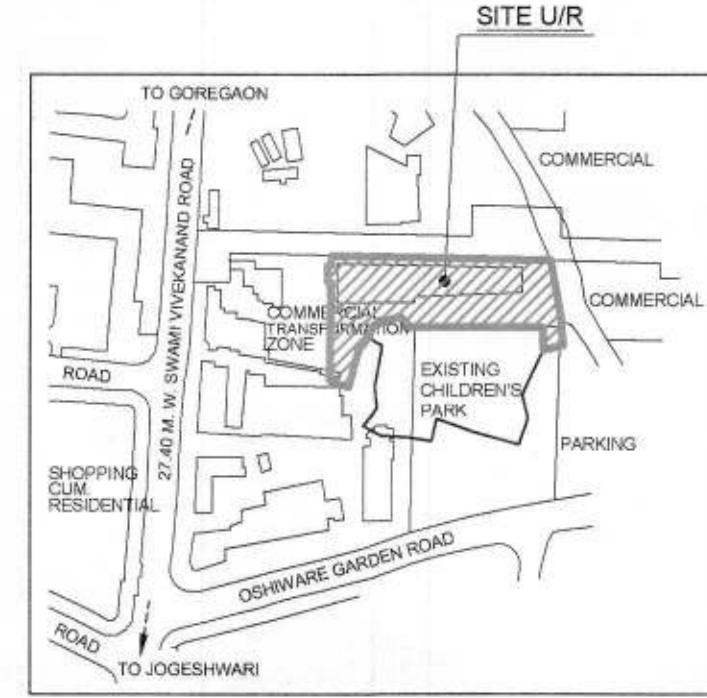 SITE U/R
TO GOREGAON
COMMERCIAL
27.40 M. W. SWAMI VIVEKANAND ROAD
COMMERCIAL
TRANSFORMATION
ZONE
COMMERCIAL
ROAD
EXISTING
CHILDREN'S
PARK
PARKING
SHOPPING
CUM.
RESIDENTIAL
OSHIWARE GARDEN ROAD
ROAD
TO JOGESHWARI